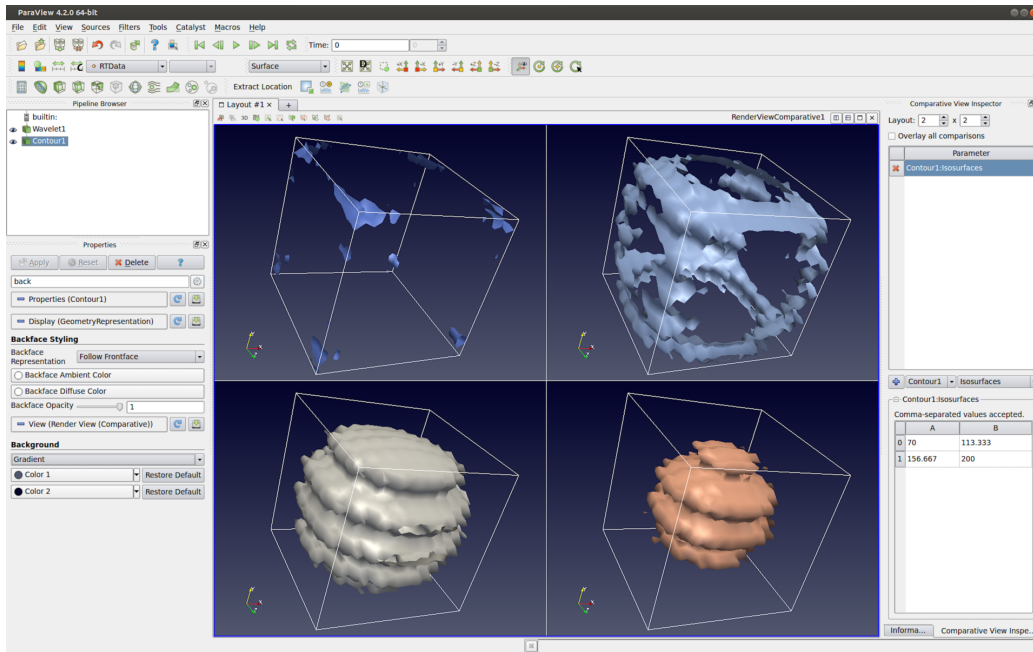 ParaView 4.2.0 64-bit
File Edit View Sources Filters Tools Catalyst Macros Help
Time: 0 0
RTData Surface
Extract Location
Pipeline Browser
builtin:
Wavelet1
Contour1
Properties
Apply Reset Delete ?
back
Properties (Contour1)
Display (GeometryRepresentation)
Backface Styling
Backface
Representation Follow Frontface
Backface Ambient Color
Backface Diffuse Color
Backface Opacity 1
View (Render View (Comparative))
Background
Gradient
Color 1 Restore Default
Color 2 Restore Default
Layout #1 × +
3D
RenderViewComparative1
Comparative View Inspector
Layout: 2 x 2
Overlay all comparisons
Parameter
Contour1:Isosurfaces
Contour1 Isosurfaces
Contour1:Isosurfaces
Comma-separated values accepted.
A B
0 70 113.333
1 156.667 200
Informa... Comparative View Inspe...